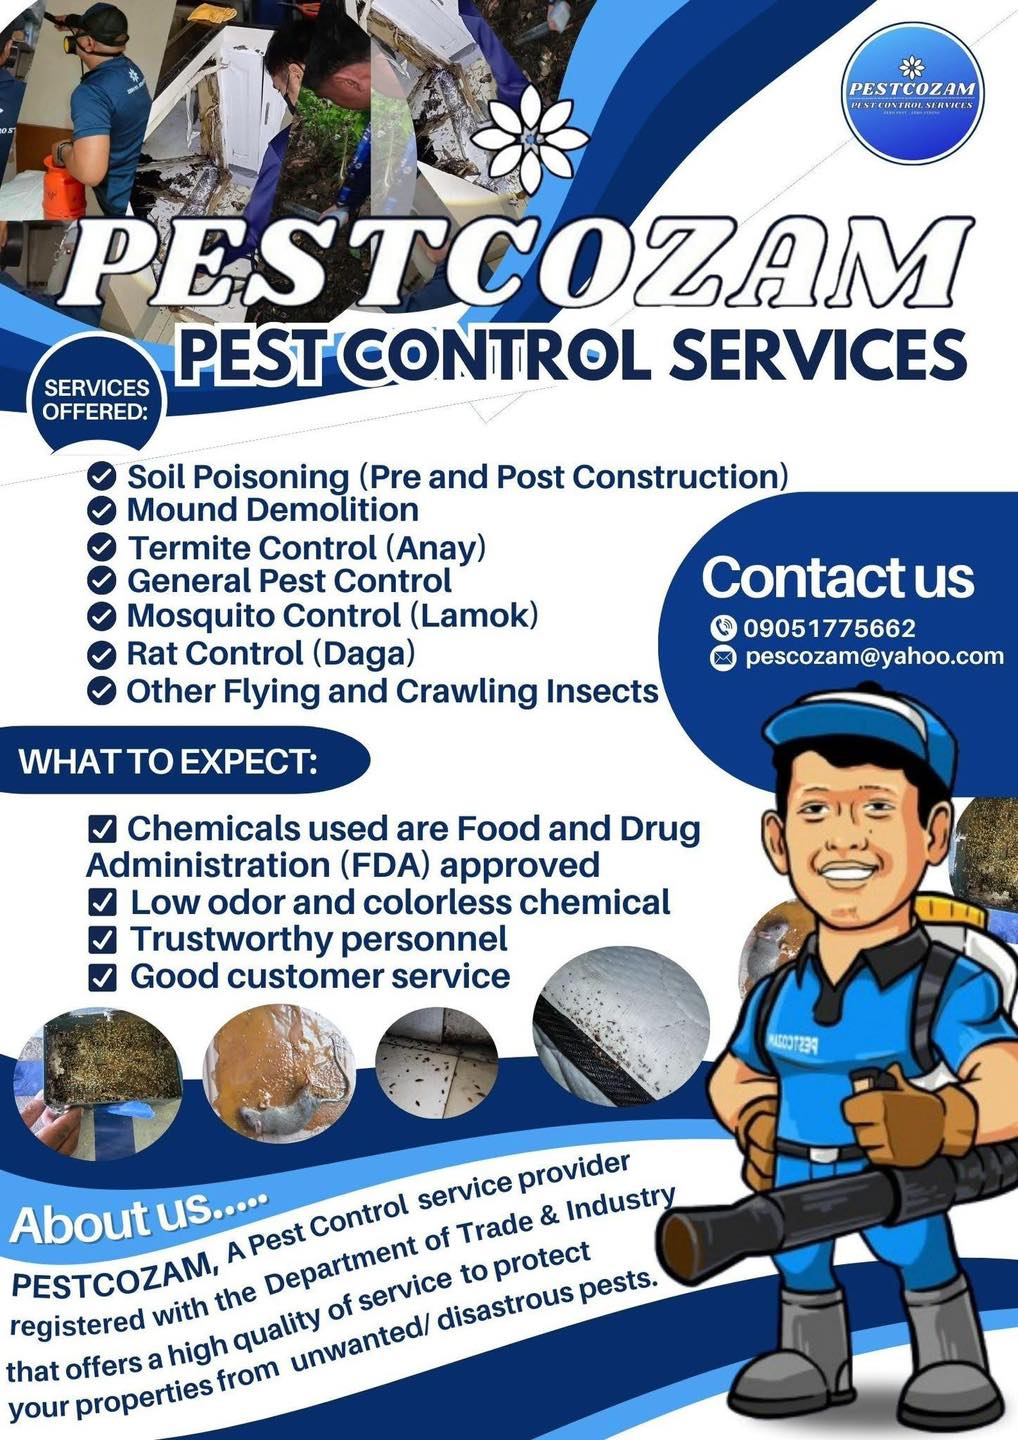 PESTCOZAM
PEST CONTROL SERVICES
PESTCOZAM
PEST CONTROL SERVICES
SERVICES
OFFERED:
Soil Poisoning (Pre and Post Construction)
Mound Demolition
Termite Control (Anay)
General Pest Control
Mosquito Control (Lamok)
Rat Control (Daga)
Other Flying and Crawling Insects
Contact us
09051775662
pescozam@yahoo.com
WHAT TO EXPECT:
Chemicals used are Food and Drug
Administration (FDA) approved
Low odor and colorless chemical
Trustworthy personnel
Good customer service
PESTCOZAM
About us.....
PESTCOZAM, A Pest Control service provider
registered with the Department of Trade & Industry
that offers a high quality of service to protect
your properties from unwanted/ disastrous pests.